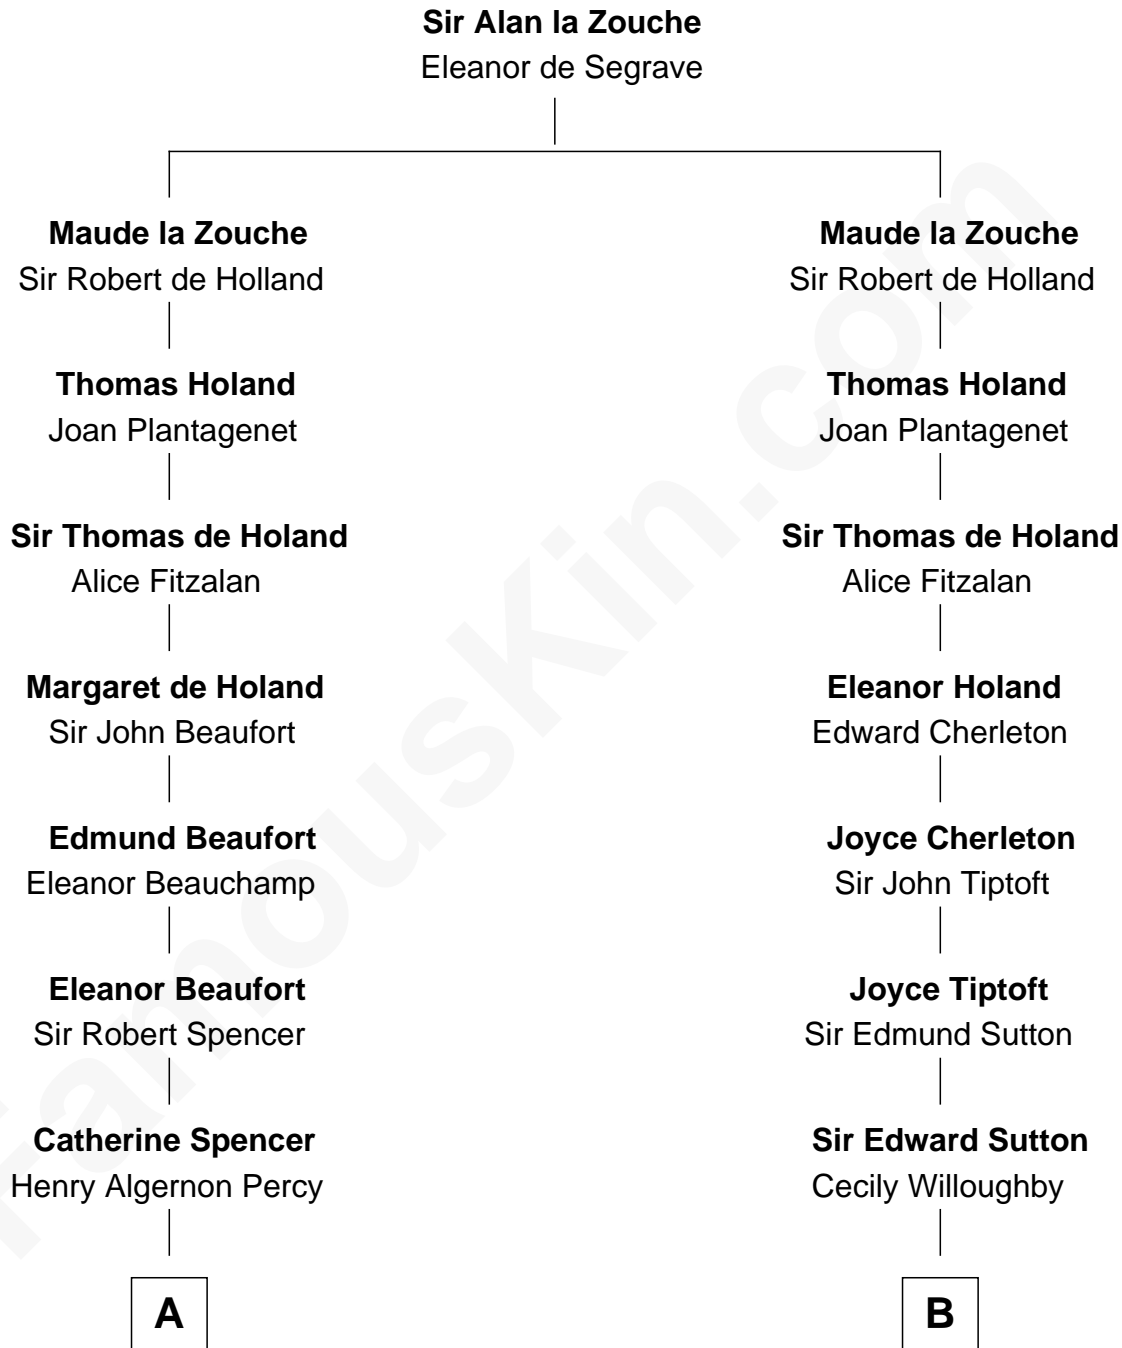 Sir Alan la Zouche
Eleanor de Segrave
Maude la Zouche
Sir Robert de Holland
Maude la Zouche
Sir Robert de Holland
Thomas Holand
Joan Plantagenet
Thomas Holand
Joan Plantagenet
Sir Thomas de Holand
Alice Fitzalan
Sir Thomas de Holand
Alice Fitzalan
Margaret de Holand
Sir John Beaufort
Eleanor Holand
Edward Cherleton
Edmund Beaufort
Eleanor Beauchamp
Joyce Cherleton
Sir John Tiptoft
Eleanor Beaufort
Sir Robert Spencer
Joyce Tiptoft
Sir Edmund Sutton
Catherine Spencer
Henry Algernon Percy
Sir Edward Sutton
Cecily Willoughby
A
B
FamousKin.com